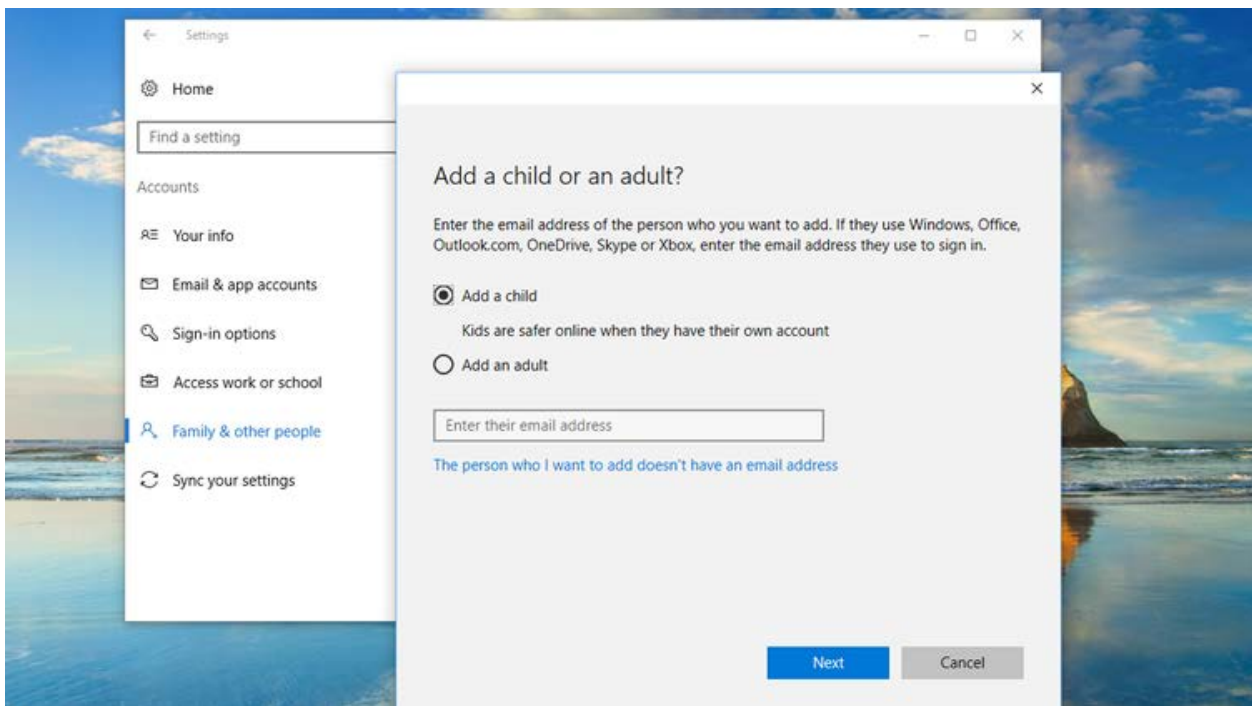 Settings
Home
Find a setting
Accounts
Your info
Email & app accounts
Sign-in options
Access work or school
Family & other people
Sync your settings
Add a child or an adult?
Enter the email address of the person who you want to add. If they use Windows, Office,
Outlook.com, OneDrive, Skype or Xbox, enter the email address they use to sign in.
Add a child
Kids are safer online when they have their own account
Add an adult
Enter their email address
The person who I want to add doesn't have an email address
Next
Cancel